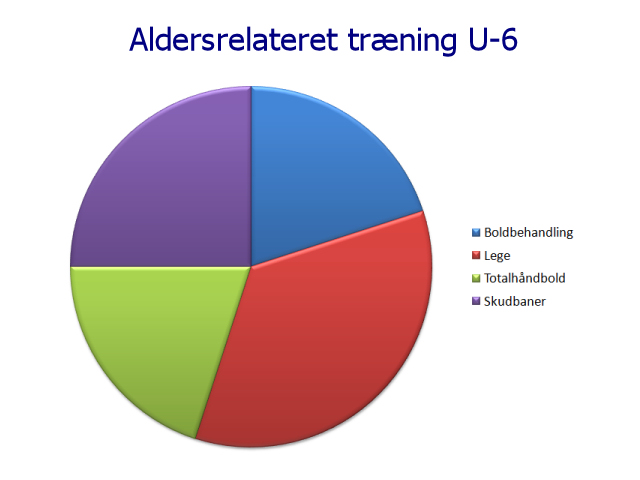 Aldersrelateret træning U-6
Boldbehandling
Lege
Totalhåndbold
Skudbaner